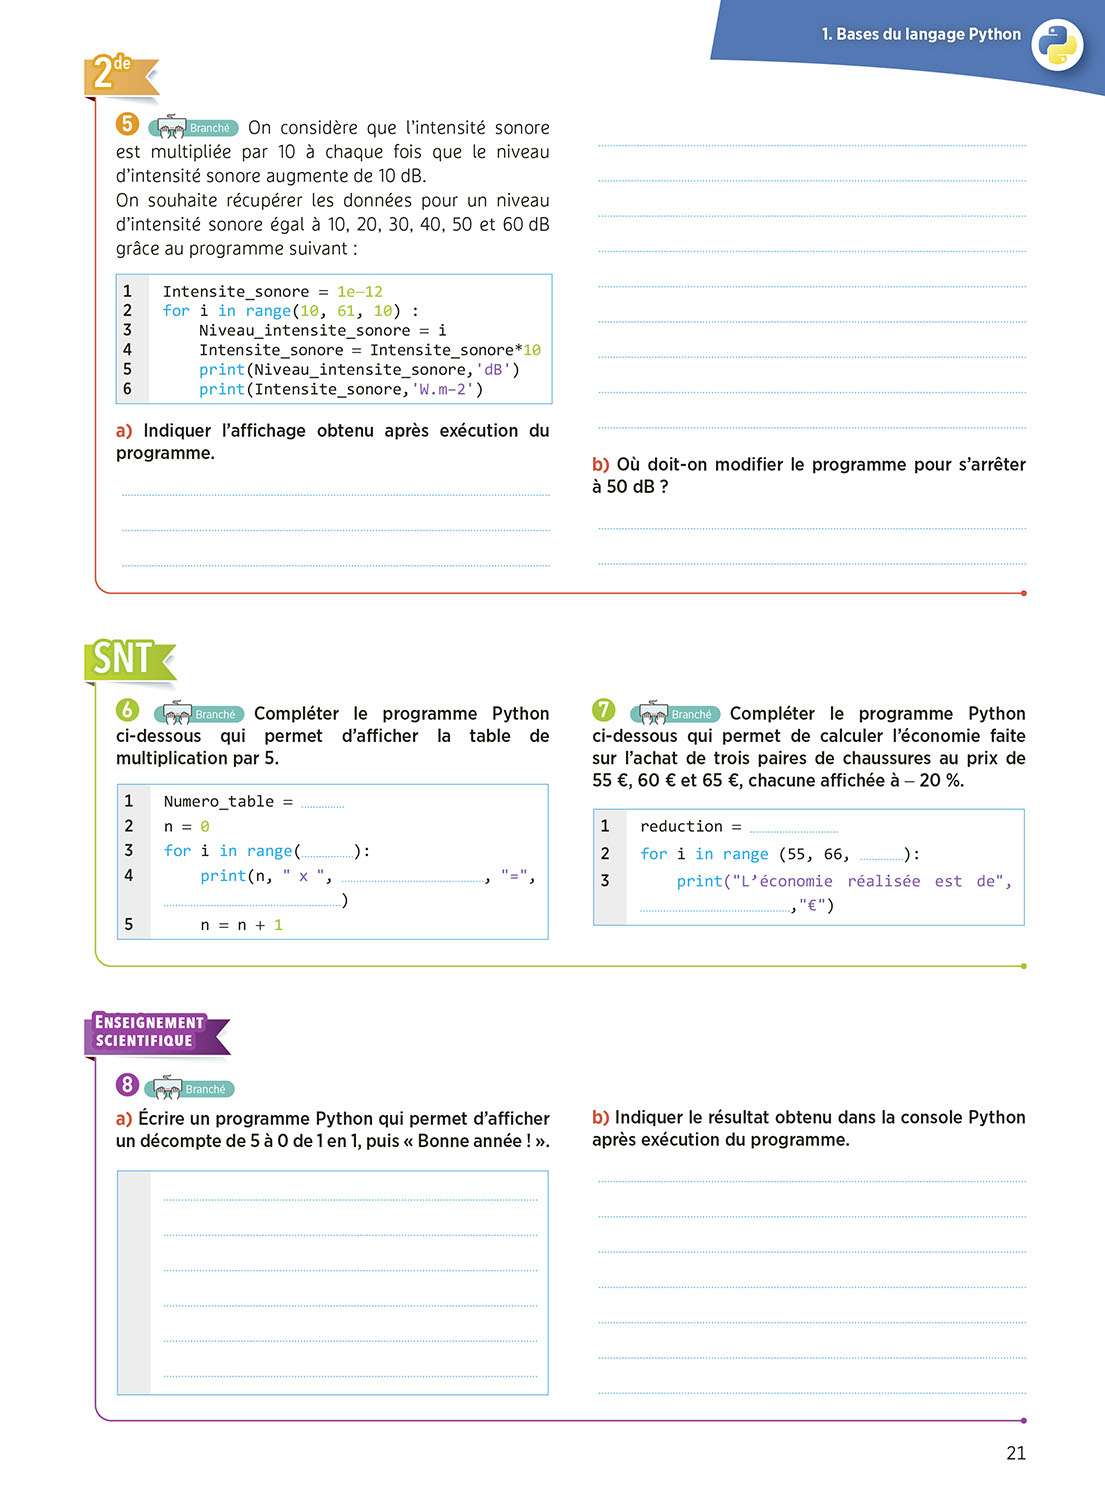 1. Bases du langage Python
2de
5 Branché On considère que l’intensité sonore
est multipliée par 10 à chaque fois que le niveau
d’intensité sonore augmente de 10 dB.
On souhaite récupérer les données pour un niveau
d’intensité sonore égal à 10, 20, 30, 40, 50 et 60 dB
grâce au programme suivant :
1 Intensite_sonore = 1e–12
2 for i in range(10, 61, 10) :
3 Niveau_intensite_sonore = i
4 Intensite_sonore = Intensite_sonore*10
5 print(Niveau_intensite_sonore,'dB')
6 print(Intensite_sonore,'W.m–2')
a) Indiquer l’affichage obtenu après exécution du
programme.
b) Où doit-on modifier le programme pour s’arrêter
à 50 dB ?
SNT
6 Branché Compléter le programme Python
ci-dessous qui permet d’afficher la table de
multiplication par 5.
1 Numero_table = ..............
2 n = 0
3 for i in range(..............):
4 print(n, " x ", .............................., "=",
..............................)
5 n = n + 1
7 Branché Compléter le programme Python
ci-dessous qui permet de calculer l’économie faite
sur l’achat de trois paires de chaussures au prix de
55 €, 60 € et 65 €, chacune affichée à – 20 %.
1 reduction = ..............
2 for i in range (55, 66, ..............):
3 print("L’économie réalisée est de",
..............................,"€")
ENSEIGNEMENT
SCIENTIFIQUE
8 Branché
a) Écrire un programme Python qui permet d’afficher
un décompte de 5 à 0 de 1 en 1, puis « Bonne année ! ».
b) Indiquer le résultat obtenu dans la console Python
après exécution du programme.
21